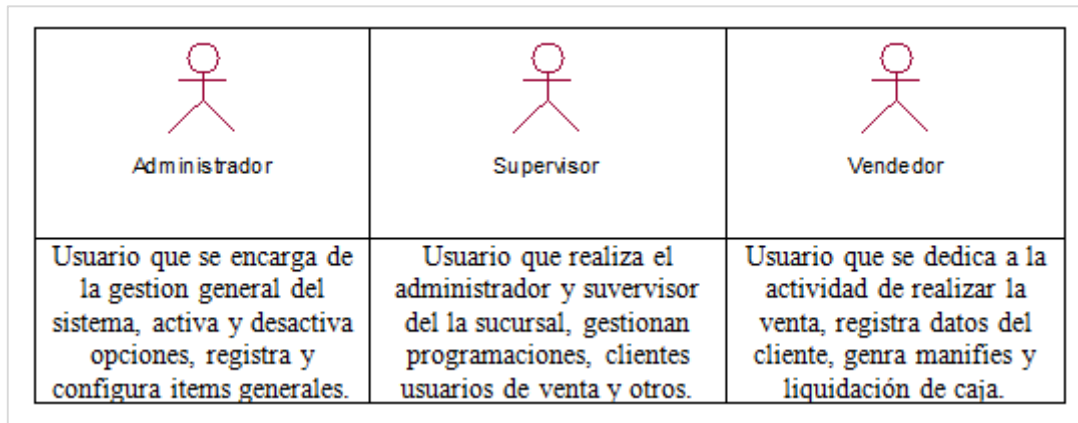 Administrador
Supervisor
Vendedor
Usuario que se encarga de
la gestion general del
sistema, activa y desactiva
opciones, registra y
configura items generales.
Usuario que realiza el
administrador y suvervisor
del la sucursal, gestionan
programaciones, clientes
usuarios de venta y otros.
Usuario que se dedica a la
actividad de realizar la
venta, registra datos del
cliente, genra manifies y
liquidación de caja.